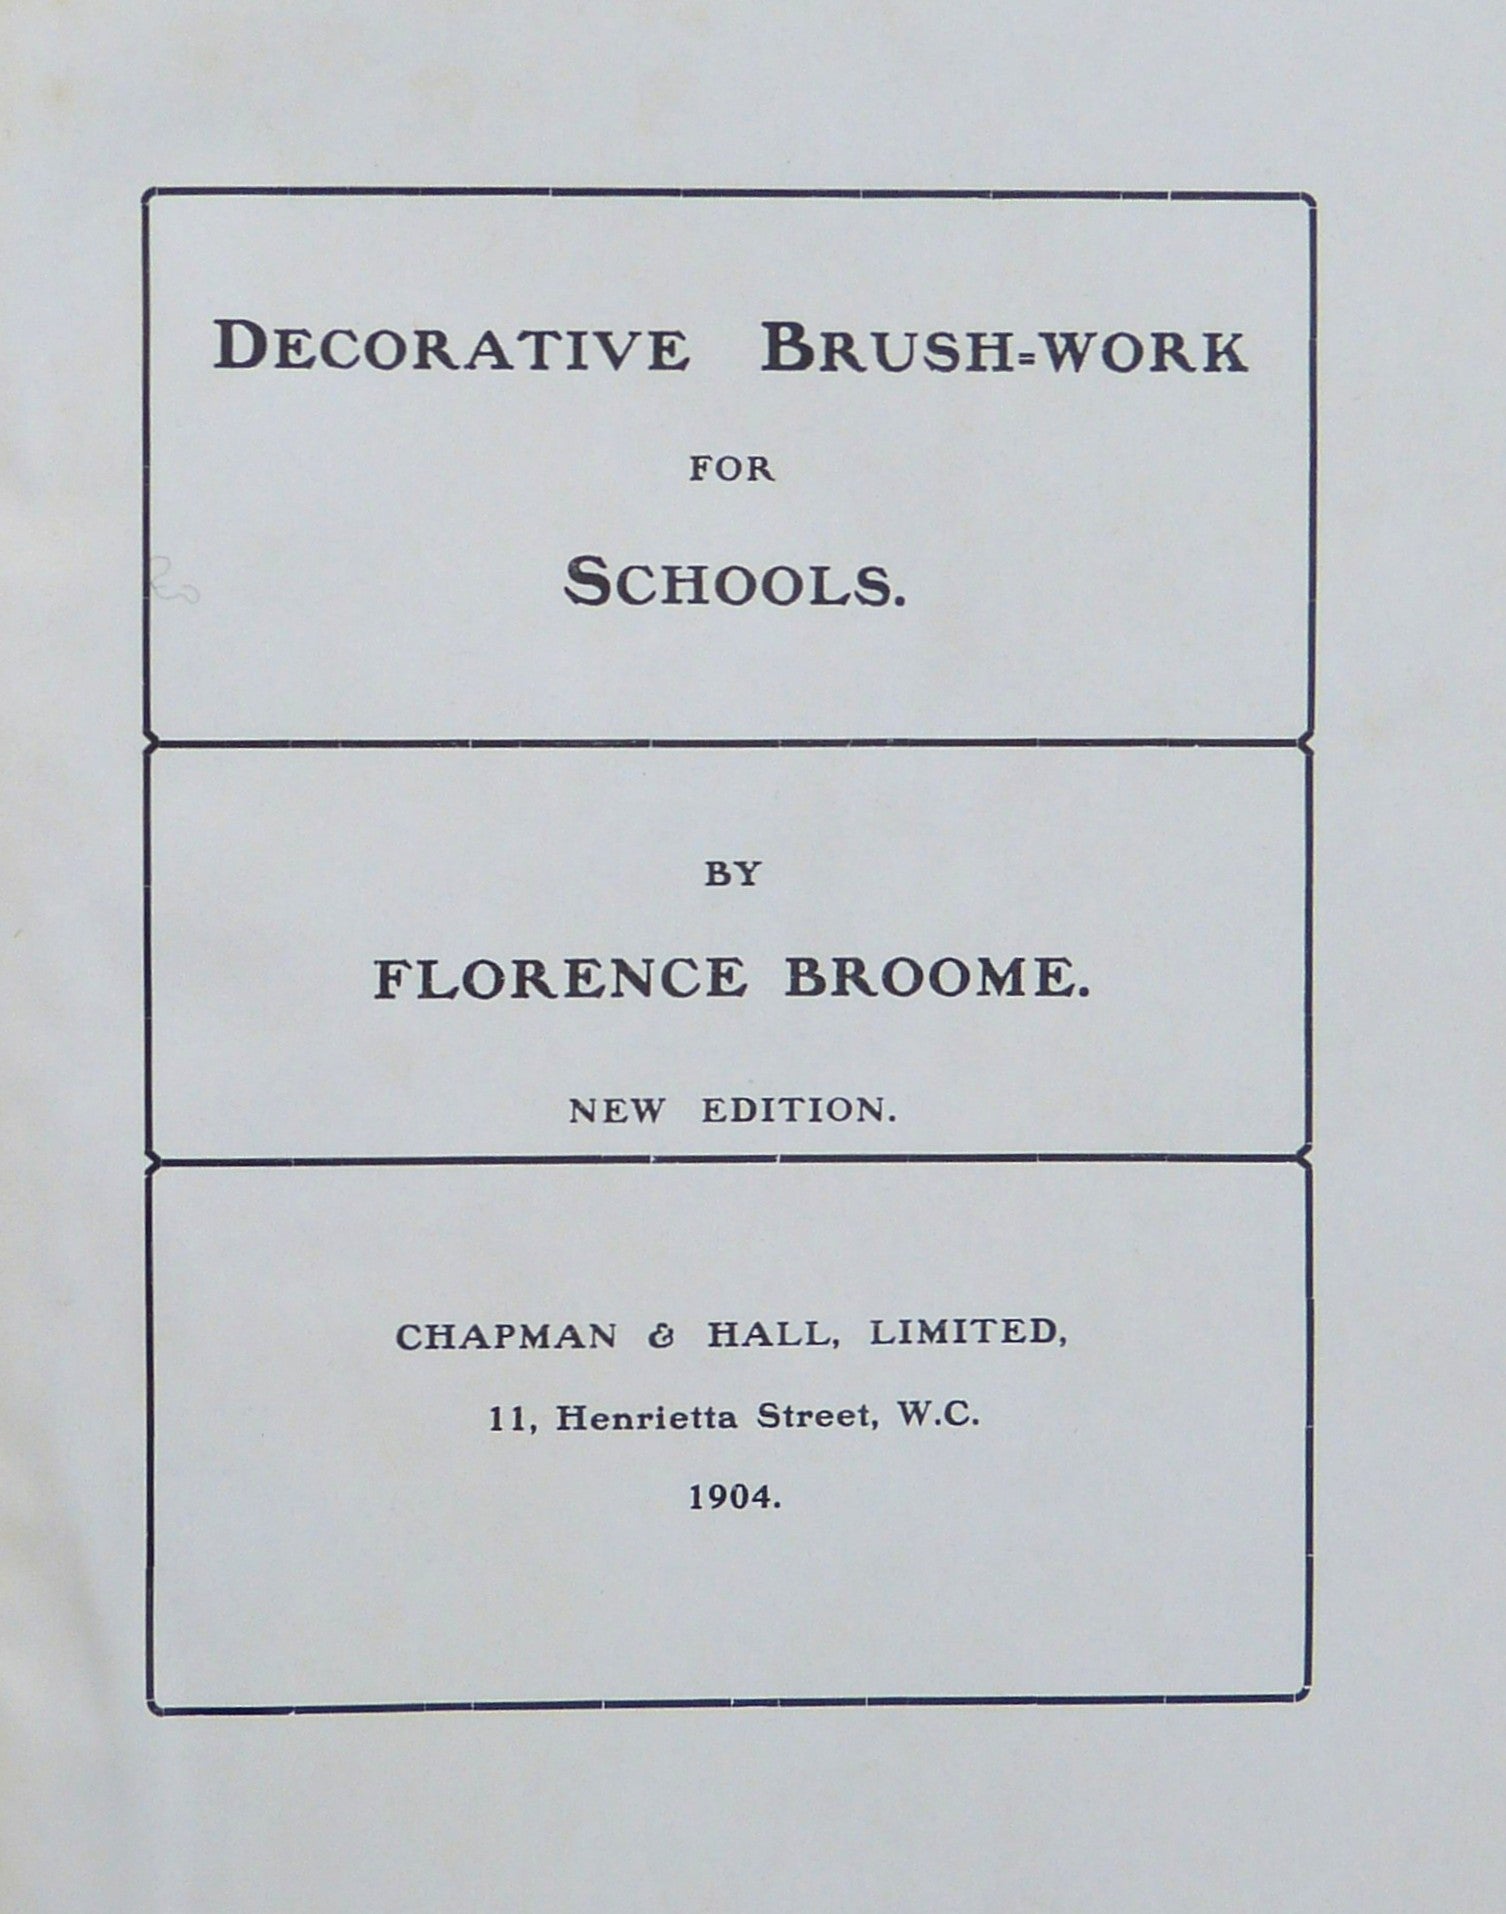 DECORATIVE BRUSH=WORK
FOR
SCHOOLS.
BY
FLORENCE BROOME.
NEW EDITION.
CHAPMAN & HALL, LIMITED,
11, Henrietta Street, W.C.
1904.